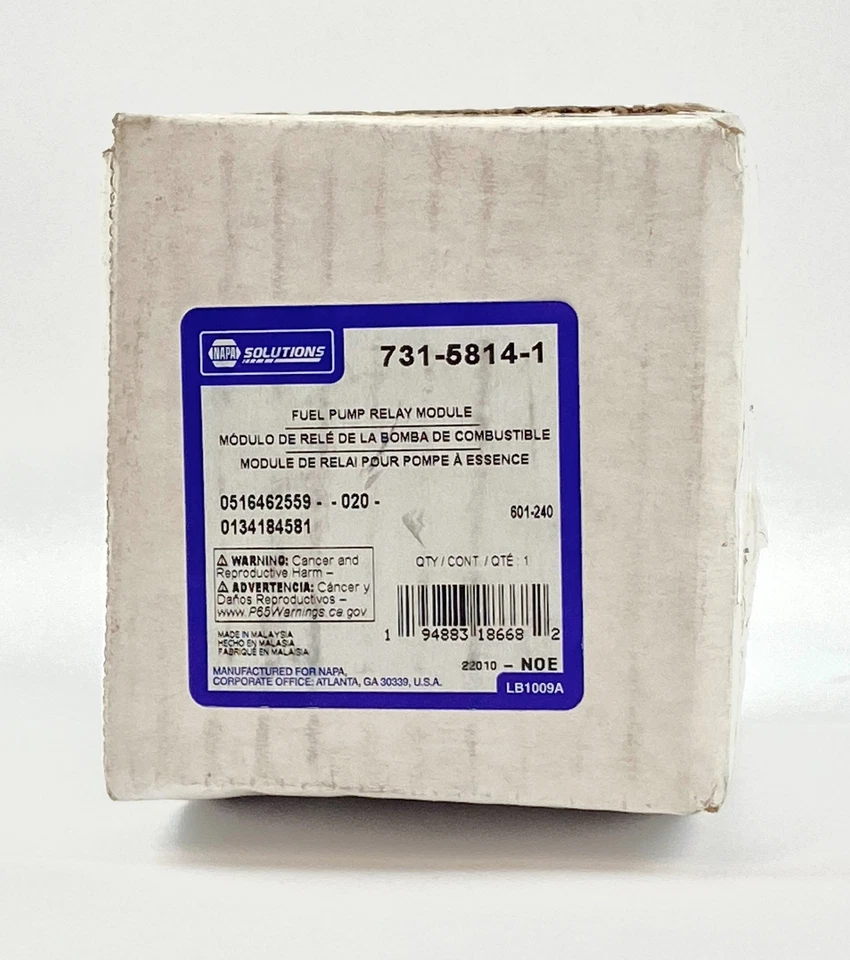 NAPA SOLUTIONS
731-5814-1
FUEL PUMP RELAY MODULE
MÓDULO DE RELÉ DE LA BOMBA DE COMBUSTIBLE
MODULE DE RELAI POUR POMPE À ESSENCE
0516462559 - - 020 -
0134184581
601-240
⚠ WARNING: Cancer and
Reproductive Harm –
⚠ ADVERTENCIA: Cáncer y
Daños Reproductivos –
www.P65Warnings.ca.gov
QTY / CONT. / QTÉ : 1
1 94883 18668 2
MADE IN MALAYSIA
HECHO EN MALASIA
FABRIQUÉ EN MALAISIA
22010 - NOE
MANUFACTURED FOR NAPA,
CORPORATE OFFICE: ATLANTA, GA 30339, U.S.A.
LB1009A